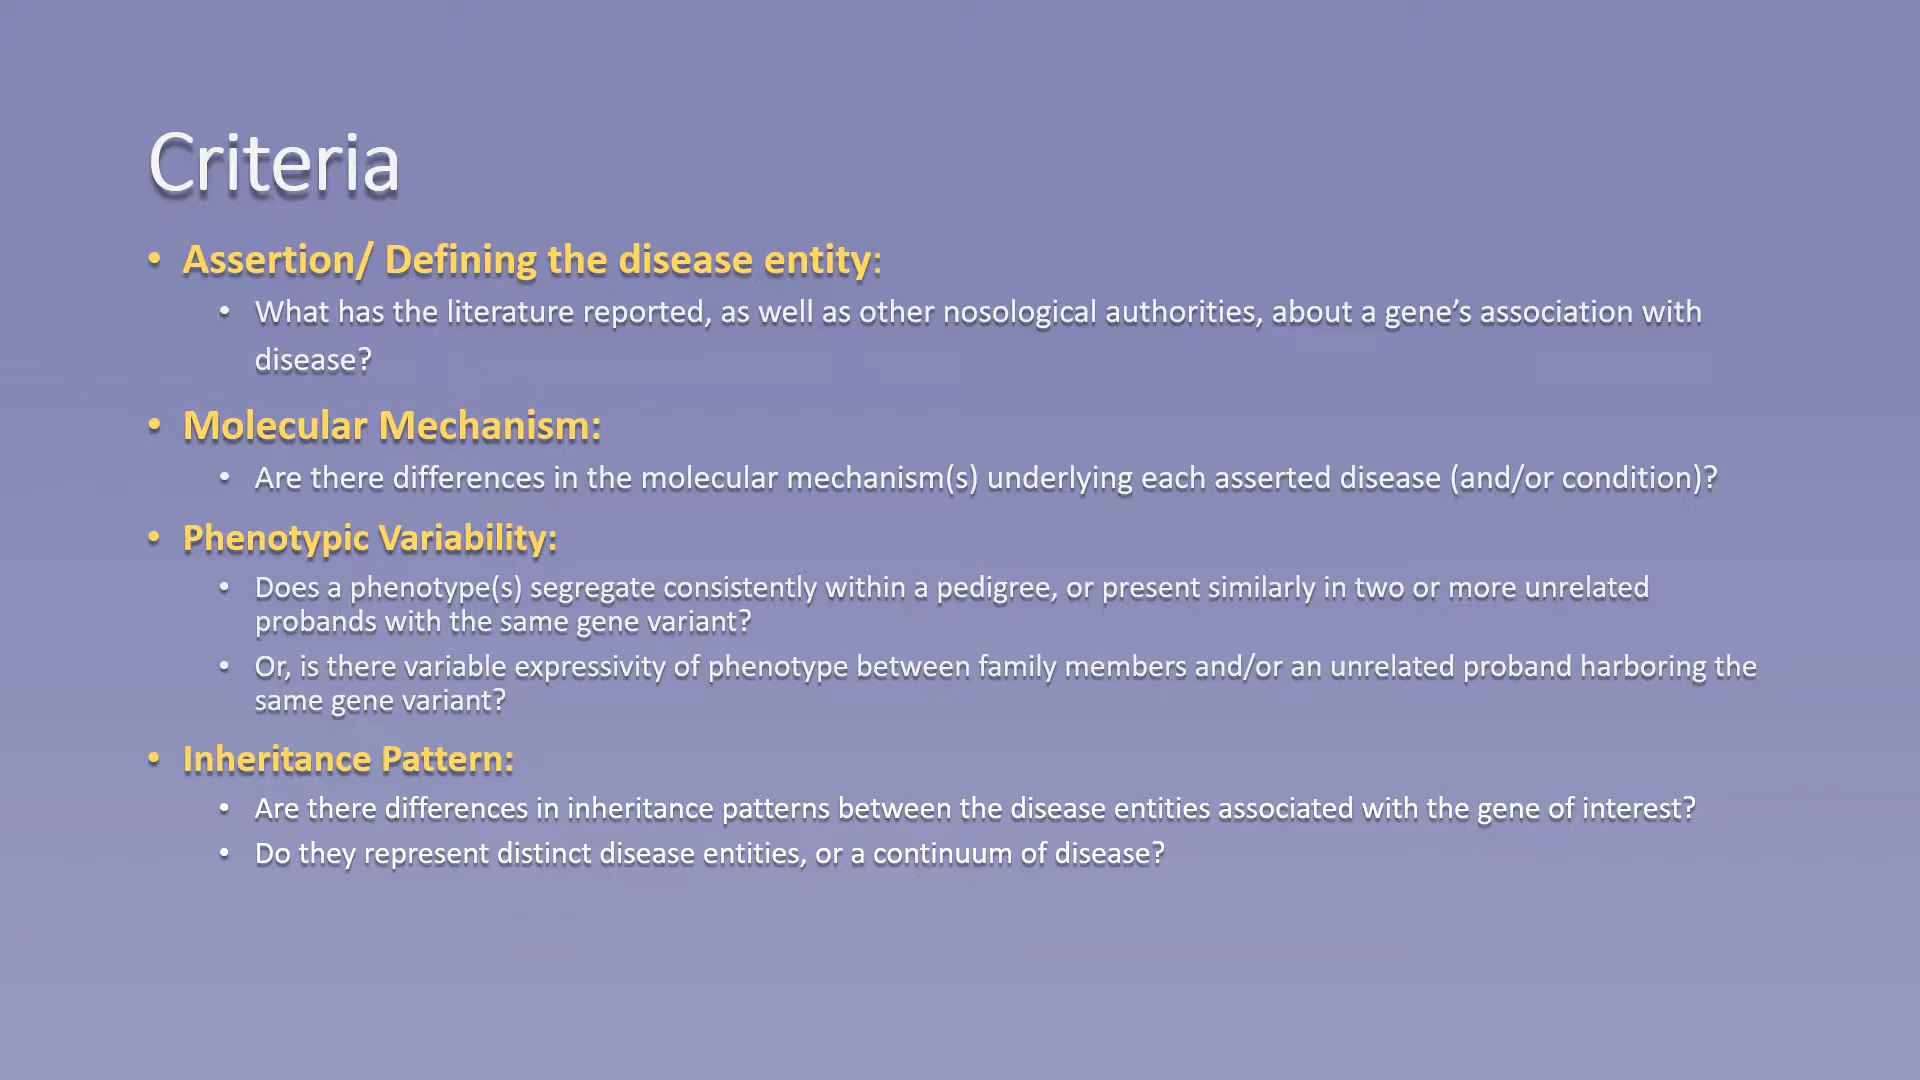 Criteria
• Assertion/ Defining the disease entity:
• What has the literature reported, as well as other nosological authorities, about a gene’s association with
disease?
• Molecular Mechanism:
• Are there differences in the molecular mechanism(s) underlying each asserted disease (and/or condition)?
• Phenotypic Variability:
• Does a phenotype(s) segregate consistently within a pedigree, or present similarly in two or more unrelated
probands with the same gene variant?
• Or, is there variable expressivity of phenotype between family members and/or an unrelated proband harboring the
same gene variant?
• Inheritance Pattern:
• Are there differences in inheritance patterns between the disease entities associated with the gene of interest?
• Do they represent distinct disease entities, or a continuum of disease?